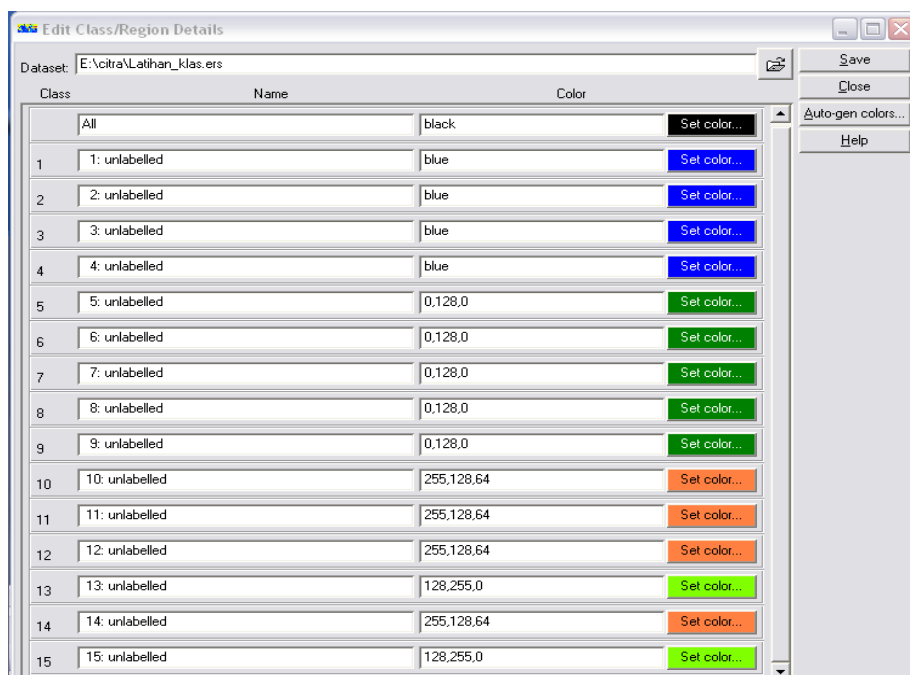 Edit Class/Region Details
Dataset: E:\citra\Latihan_klas.ers
Save
Close
Auto-gen colors...
Help
Class Name Color
All black Set color...
1 1: unlabelled blue Set color...
2 2: unlabelled blue Set color...
3 3: unlabelled blue Set color...
4 4: unlabelled blue Set color...
5 5: unlabelled 0,128,0 Set color...
6 6: unlabelled 0,128,0 Set color...
7 7: unlabelled 0,128,0 Set color...
8 8: unlabelled 0,128,0 Set color...
9 9: unlabelled 0,128,0 Set color...
10 10: unlabelled 255,128,64 Set color...
11 11: unlabelled 255,128,64 Set color...
12 12: unlabelled 255,128,64 Set color...
13 13: unlabelled 128,255,0 Set color...
14 14: unlabelled 255,128,64 Set color...
15 15: unlabelled 128,255,0 Set color...